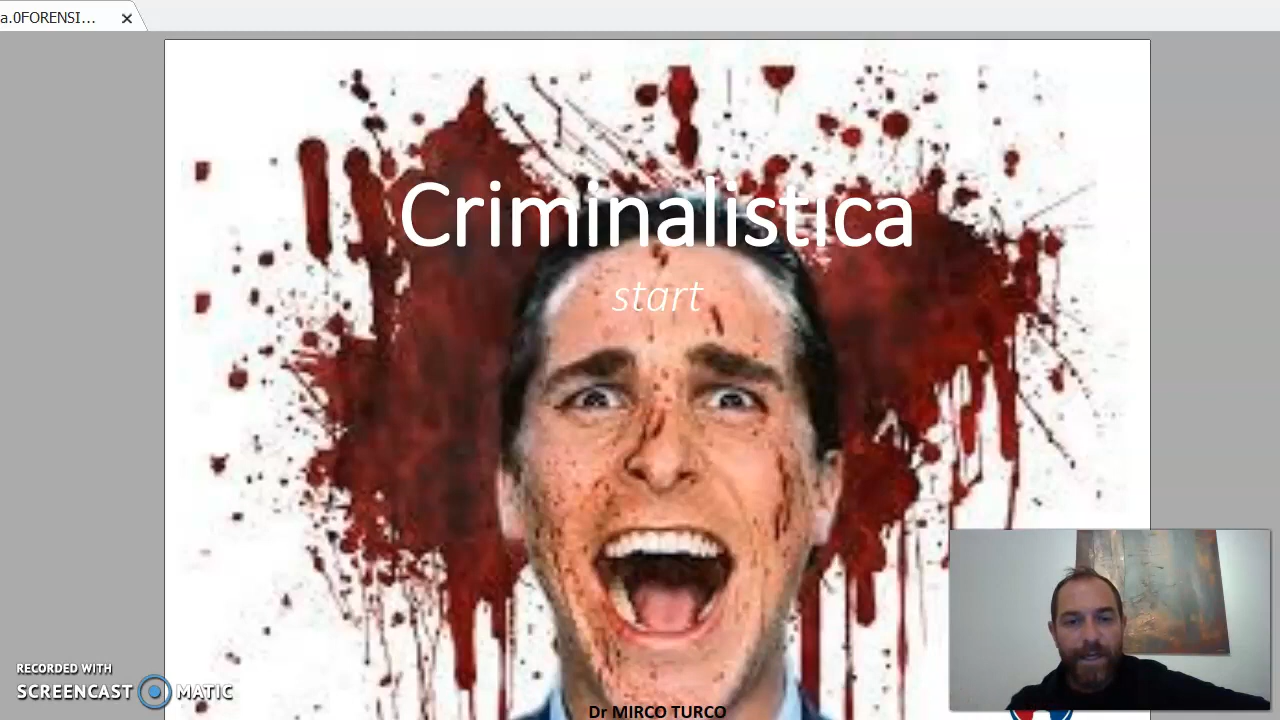 a.0FORENSI...
Criminalistica
start
RECORDED WITH
SCREENCAST MATIC
Dr MIRCO TURCO